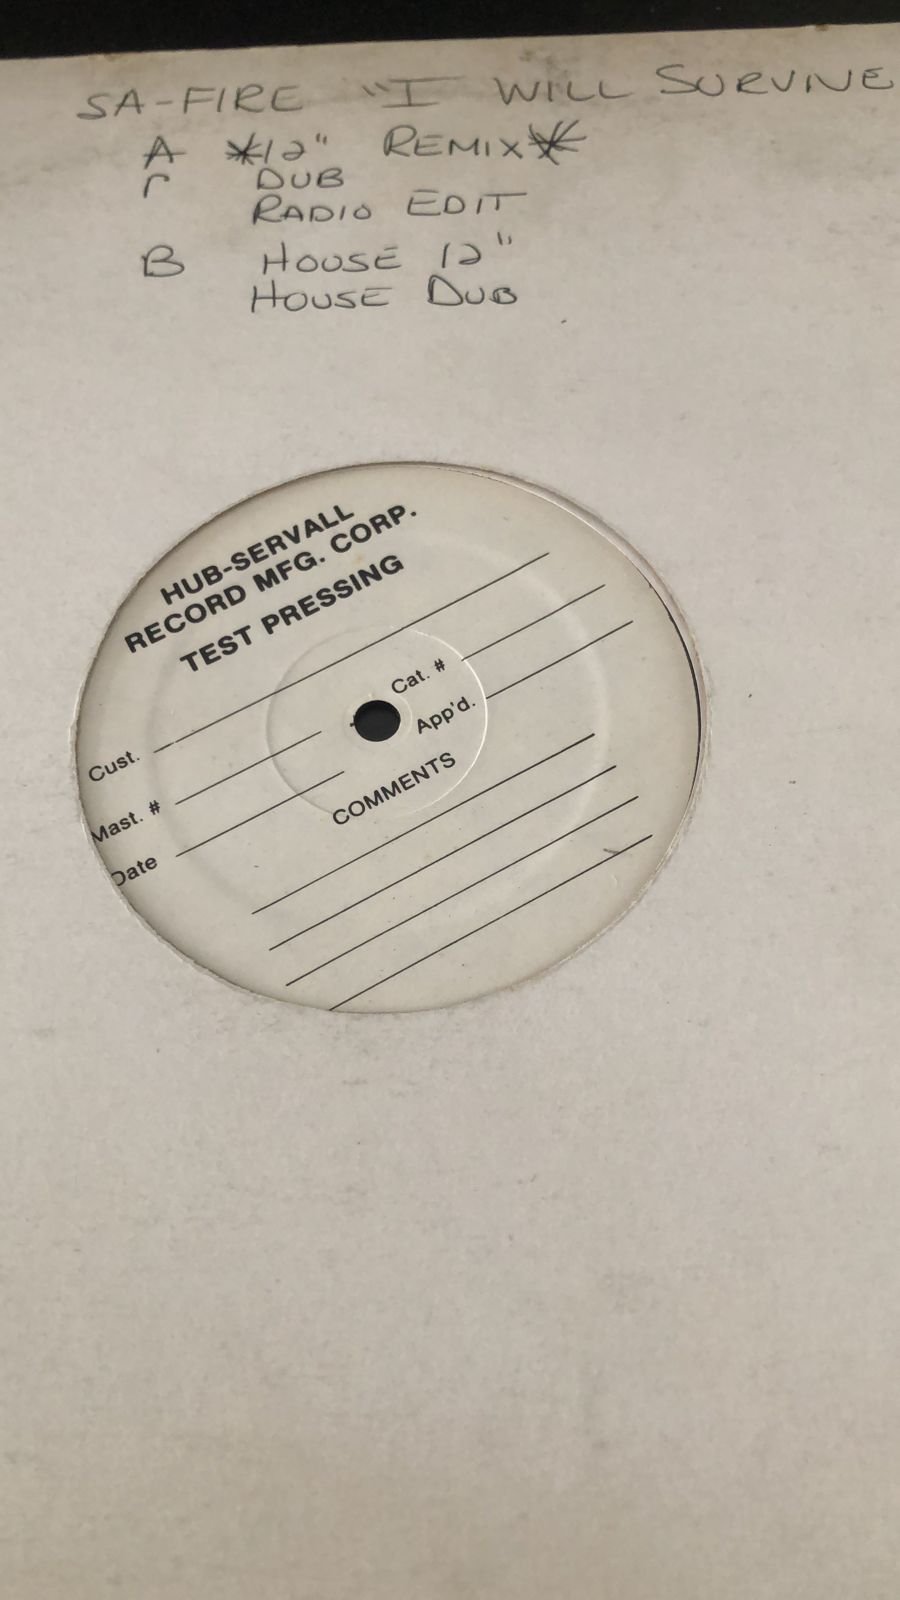 SA-FIRE "I WILL SURVIVE
A *12" REMIX*
DUB
RADIO EDIT
B HOUSE 12"
HOUSE DUB
HUB-SERVALL
RECORD MFG. CORP.
TEST PRESSING
Cust.
Mast. #
Cat. #
Date
App'd.
COMMENTS